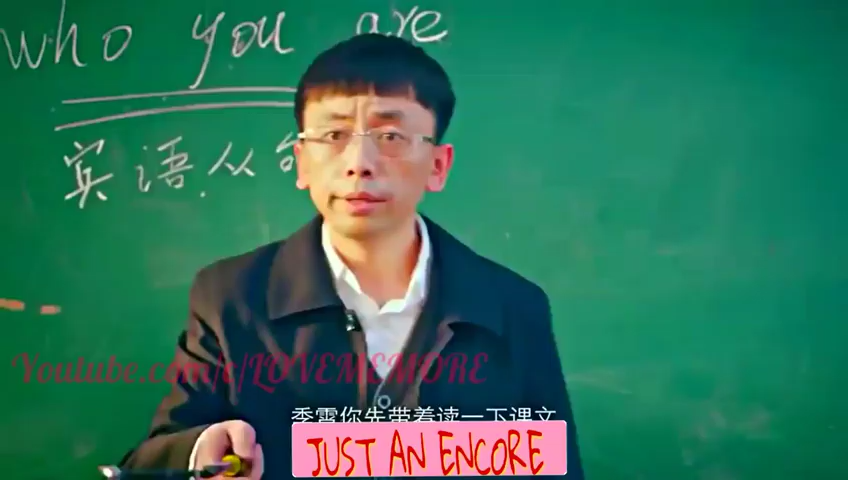 who you are
宾语从句
Youtube.com/c/LOVEMEMORE
季霄你先带着读一下课文
JUST AN ENCORE